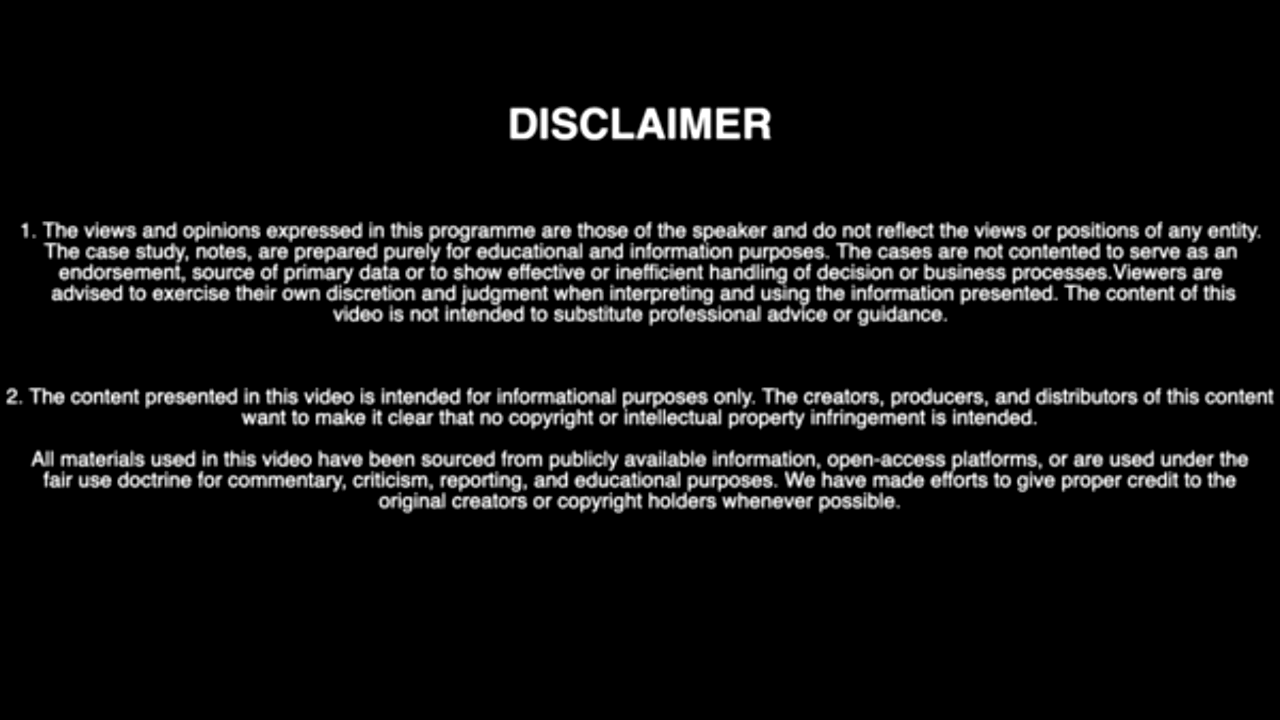 DISCLAIMER
1. The views and opinions expressed in this programme are those of the speaker and do not reflect the views or positions of any entity.
The case study, notes, are prepared purely for educational and information purposes. The cases are not contented to serve as an
endorsement, source of primary data or to show effective or inefficient handling of decision or business processes.Viewers are
advised to exercise their own discretion and judgment when interpreting and using the information presented. The content of this
video is not intended to substitute professional advice or guidance.
2. The content presented in this video is intended for informational purposes only. The creators, producers, and distributors of this content
want to make it clear that no copyright or intellectual property infringement is intended.
All materials used in this video have been sourced from publicly available information, open-access platforms, or are used under the
fair use doctrine for commentary, criticism, reporting, and educational purposes. We have made efforts to give proper credit to the
original creators or copyright holders whenever possible.